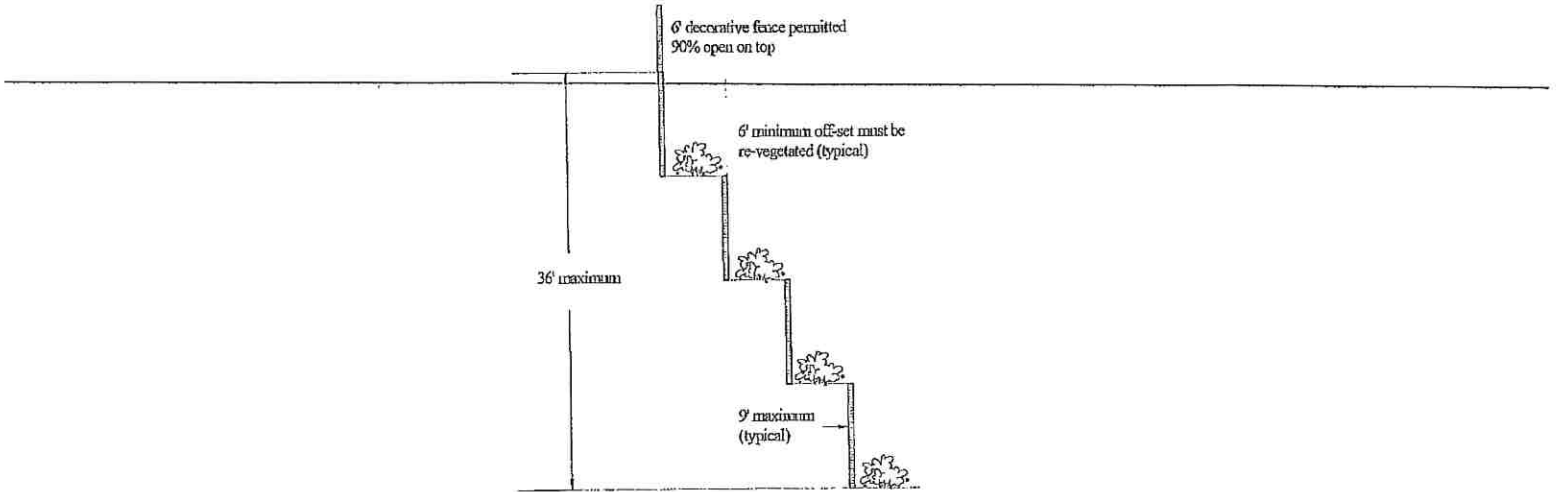 6' decorative fence permitted
90% open on top
6' minimum off-set must be
re-vegetated (typical)
36' maximum
9' maximum
(typical)